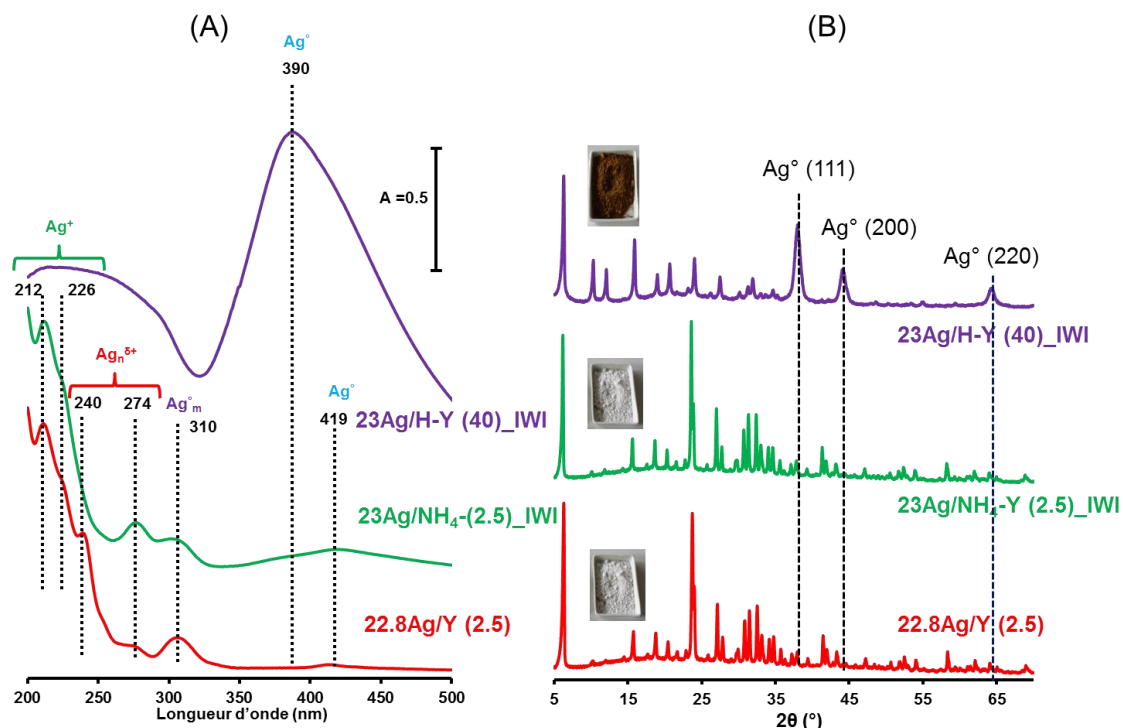 (A)
Ag°
390
A =0.5
Ag⁺
212
226
Agₙᵟ⁺
240
274
Ag°ₘ
310
Ag°
419
23Ag/H-Y (40)_IWI
23Ag/NH₄-(2.5)_IWI
22.8Ag/Y (2.5)
200
250
300
350
400
450
500
Longueur d'onde (nm)
(B)
Ag° (111)
Ag° (200)
Ag° (220)
23Ag/H-Y (40)_IWI
23Ag/NH₄-Y (2.5)_IWI
22.8Ag/Y (2.5)
5
15
25
35
45
55
65
2θ (°)